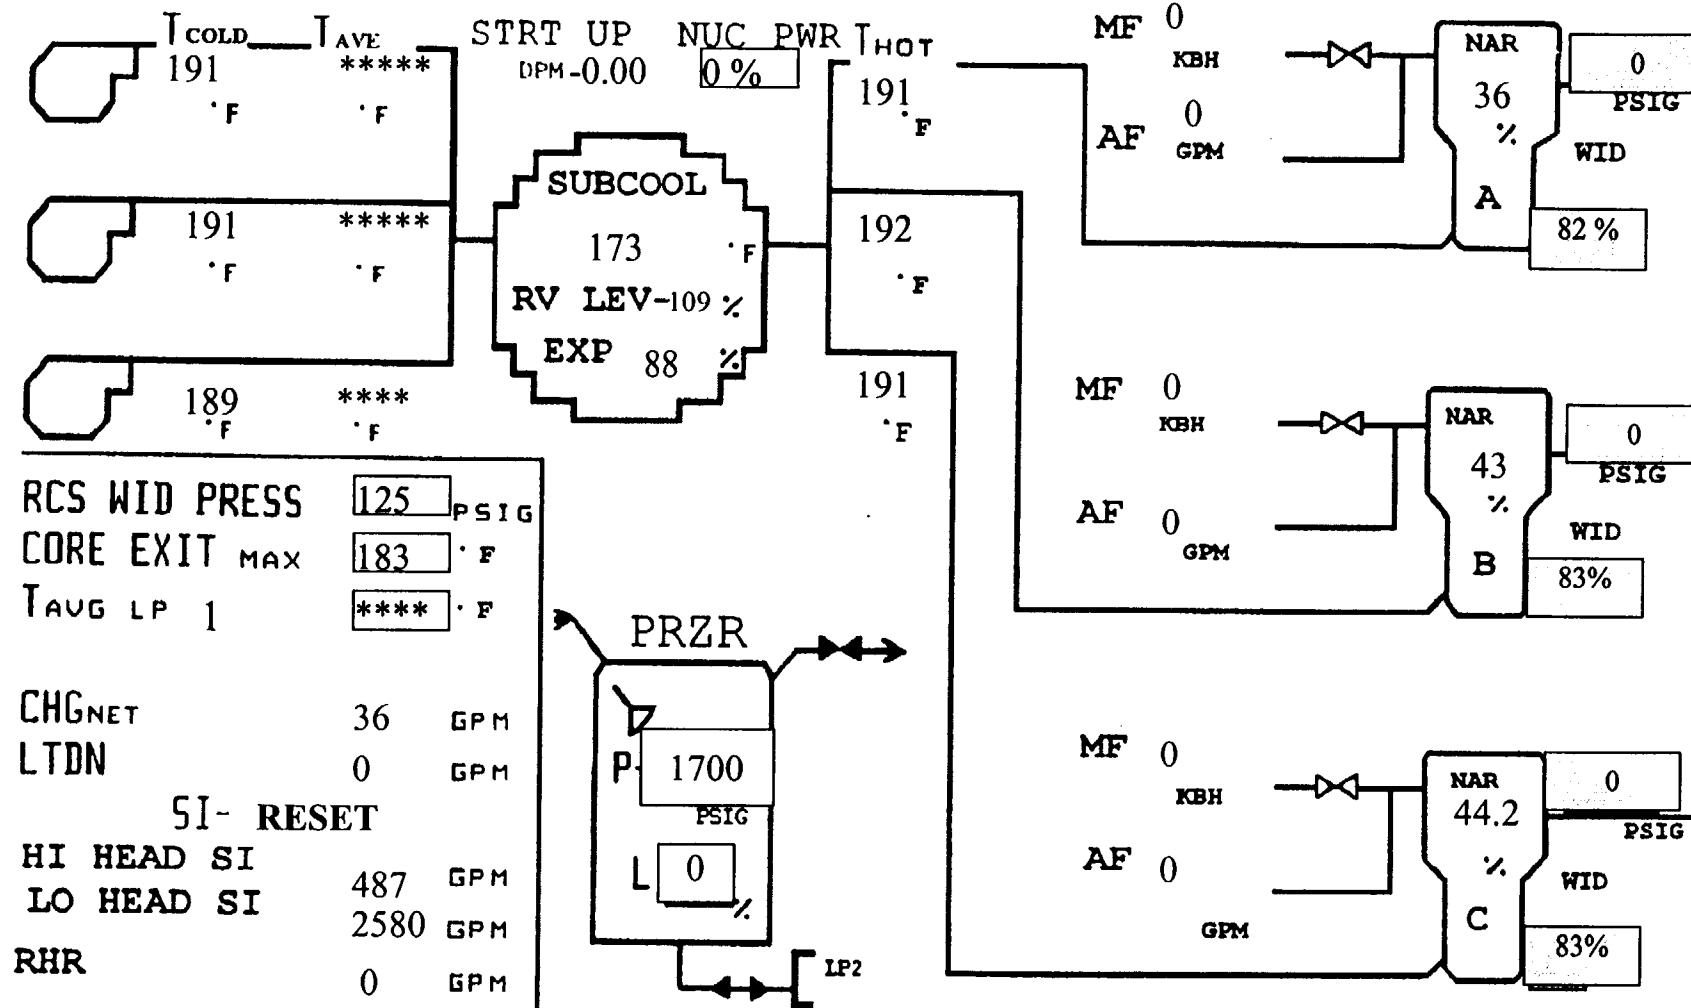 TCOLD TAVE STRT UP NUC PWR THOT
191 ***** DPM -0.00 0 % 191
°F °F °F
191 ***** 192
°F °F °F
189 **** 191
°F °F °F
SUBCOOL
173 °F
RV LEV-109 %
EXP 88 %
MF 0
KBH
AF 0
GPM
NAR
36
%
A
0
PSIG
WID
82 %
MF 0
KBH
AF 0
GPM
NAR
43
%
B
0
PSIG
WID
83%
MF 0
KBH
AF 0
GPM
NAR
44.2
%
C
0
PSIG
WID
83%
RCS WID PRESS 125 PSIG
CORE EXIT MAX 183 °F
TAVG LP 1 **** °F
CHGNET 36 GPM
LTDN 0 GPM
SI- RESET
HI HEAD SI 487 GPM
LO HEAD SI 2580 GPM
RHR 0 GPM
PRZR
P 1700
PSIG
L 0
%
LP2